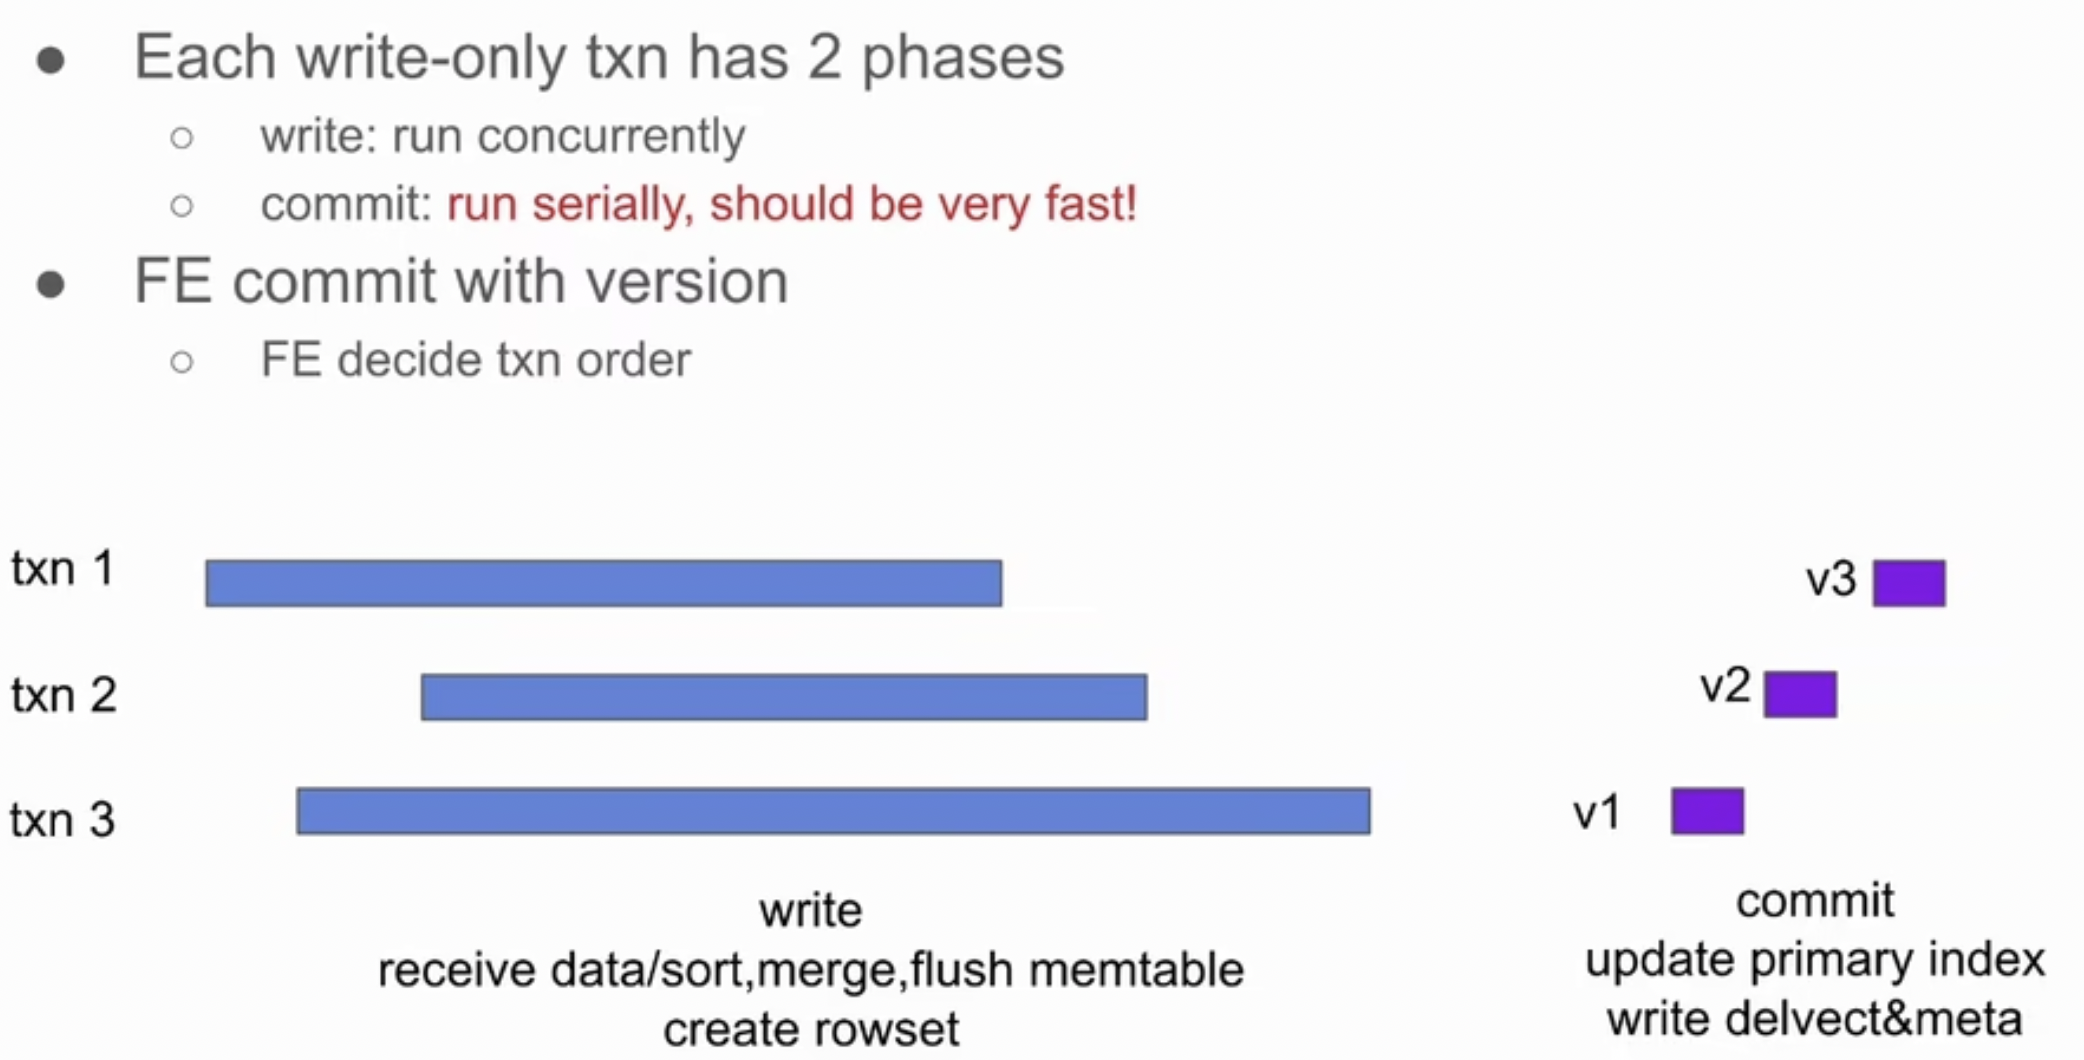 Each write-only txn has 2 phases
write: run concurrently
commit: run serially, should be very fast!
FE commit with version
FE decide txn order
txn 1
v3
txn 2
v2
txn 3
v1
write
receive data/sort,merge,flush memtable
create rowset
commit
update primary index
write delvect&meta